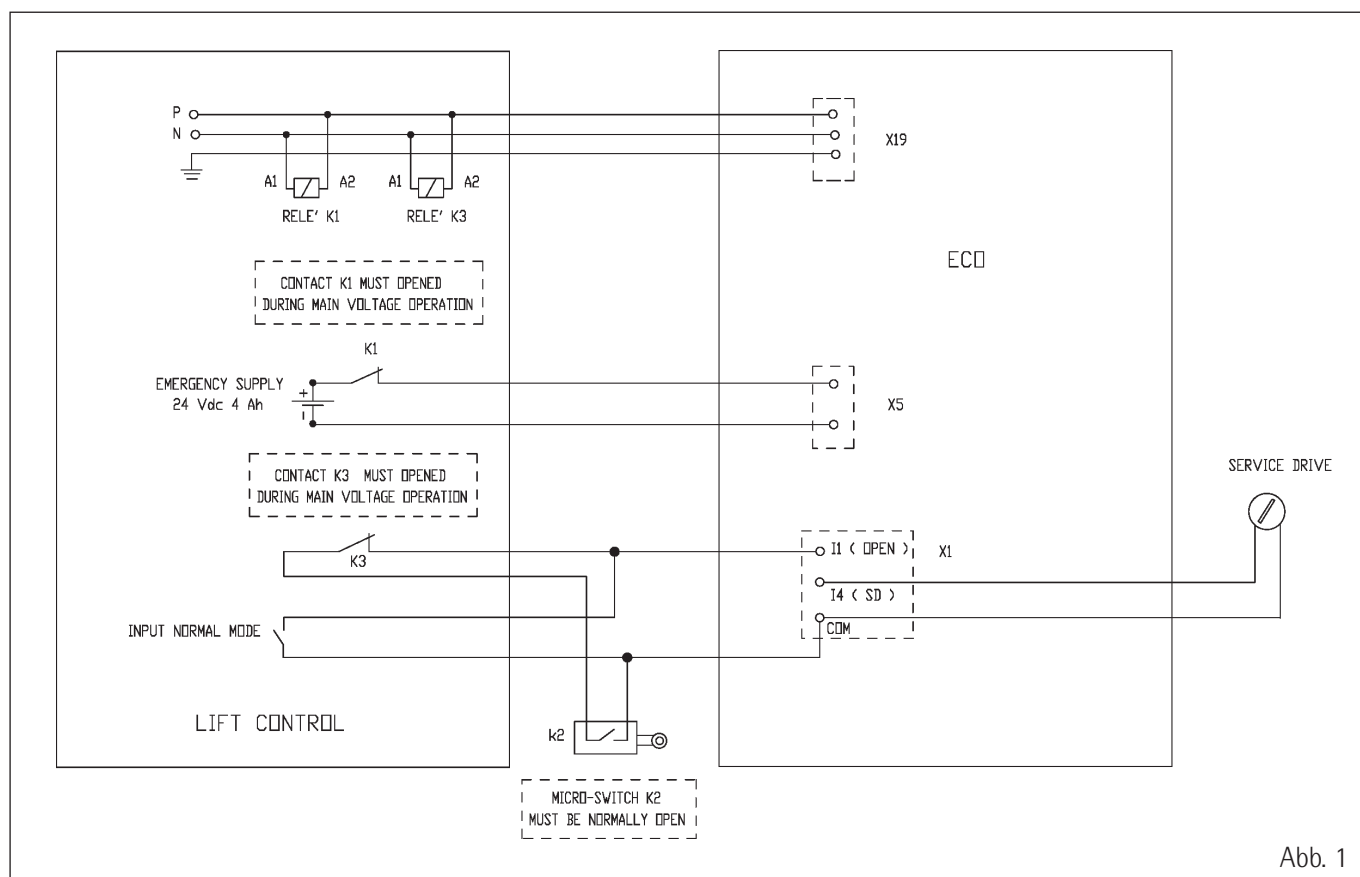 P
N
X19
A1 A2 A1 A2
RELE' K1 RELE' K3
ECO
CONTACT K1 MUST OPENED
DURING MAIN VOLTAGE OPERATION
K1
EMERGENCY SUPPLY
24 Vdc 4 Ah
+
X5
CONTACT K3 MUST OPENED
DURING MAIN VOLTAGE OPERATION
SERVICE DRIVE
K3
I1 ( OPEN ) X1
I4 ( SD )
COM
INPUT NORMAL MODE
LIFT CONTROL
k2
MICRO-SWITCH K2
MUST BE NORMALLY OPEN
Abb. 1